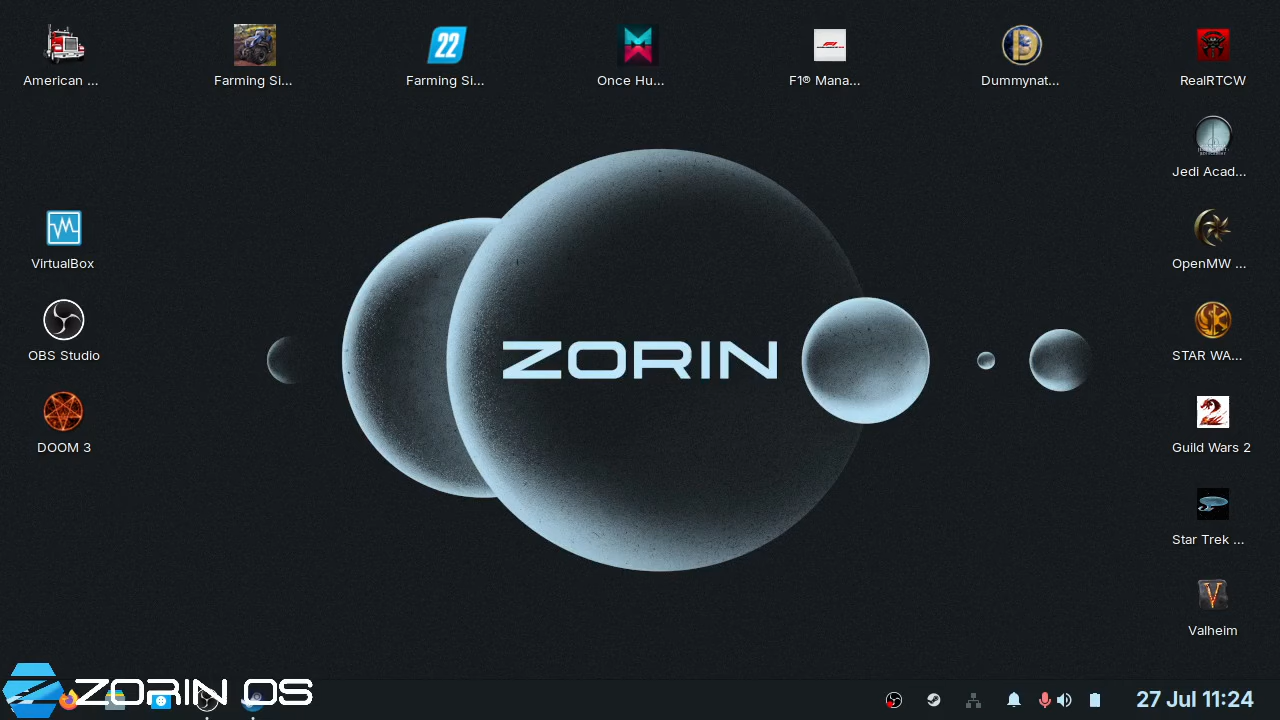 American ...
Farming Si...
22
Farming Si...
Once Hu...
F1® Mana...
Dummynat...
RealRTCW
Jedi Acad...
VirtualBox
OpenMW ...
ZORIN
OBS Studio
STAR WA...
DOOM 3
Guild Wars 2
Star Trek ...
V
Valheim
ZORIN OS
27 Jul 11:24